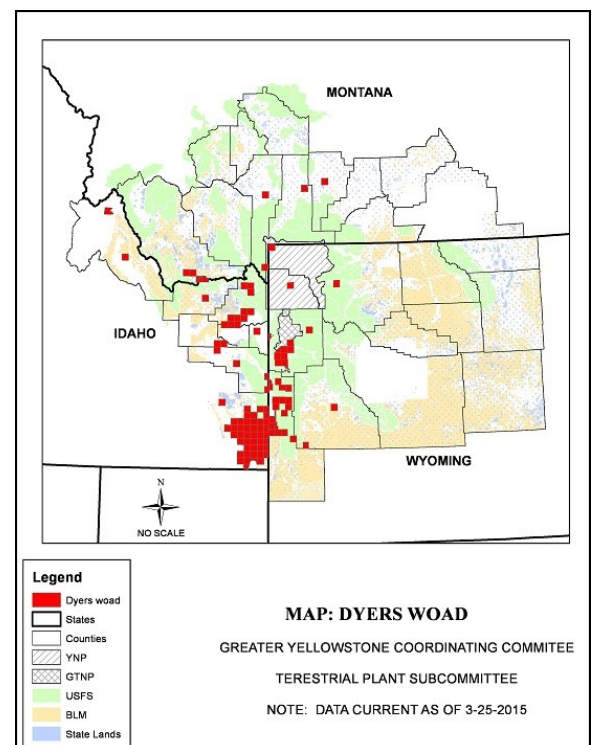 MONTANA
IDAHO
WYOMING
N
NO SCALE
Legend
Dyers woad
States
Counties
YNP
GTNP
USFS
BLM
State Lands
MAP: DYERS WOAD
GREATER YELLOWSTONE COORDINATING COMMITEE
TERESTRIAL PLANT SUBCOMMITTEE
NOTE: DATA CURRENT AS OF 3-25-2015